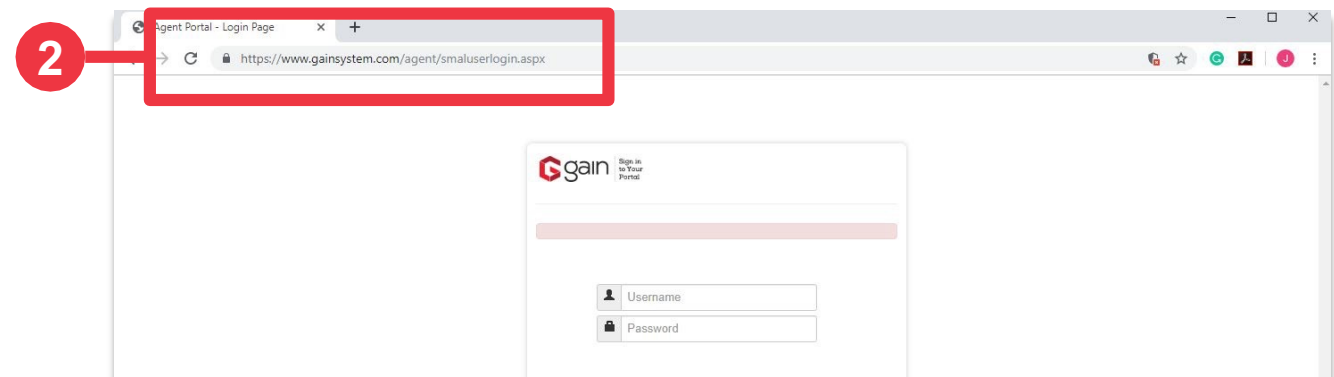 2
Agent Portal - Login Page
https://www.gainsystem.com/agent/smaluserlogin.aspx
J
gain
Sign in
to Your
Portal
Username
Password